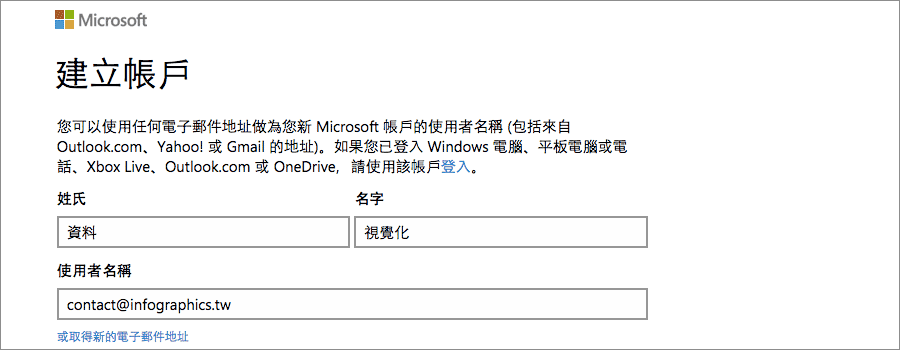 Microsoft
建立帳戶
您可以使用任何電子郵件地址做為您新 Microsoft 帳戶的使用者名稱 (包括來自
Outlook.com、Yahoo! 或 Gmail 的地址)。如果您已登入 Windows 電腦、平板電腦或電
話、Xbox Live、Outlook.com 或 OneDrive，請使用該帳戶登入。
姓氏 名字
資料 視覺化
使用者名稱
contact@infographics.tw
或取得新的電子郵件地址